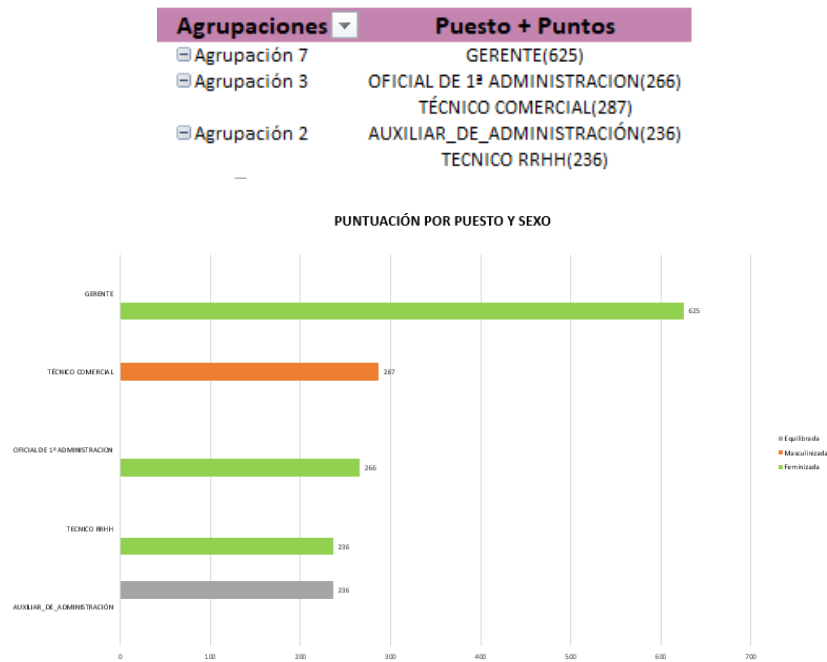 Agrupaciones Puesto + Puntos
Agrupación 7 GERENTE(625)
Agrupación 3 OFICIAL DE 1ª ADMINISTRACION(266)
TÉCNICO COMERCIAL(287)
Agrupación 2 AUXILIAR_DE_ADMINISTRACIÓN(236)
TECNICO RRHH(236)
PUNTUACIÓN POR PUESTO Y SEXO
GERENTE
625
TÉCNICO COMERCIAL
287
OFICIAL DE 1ª ADMINISTRACION
266
TECNICO RRHH
236
236
AUXILIAR_DE_ADMINISTRACIÓN
Equilibrada
Masculinizada
Feminizada
0 100 200 300 400 500 600 700